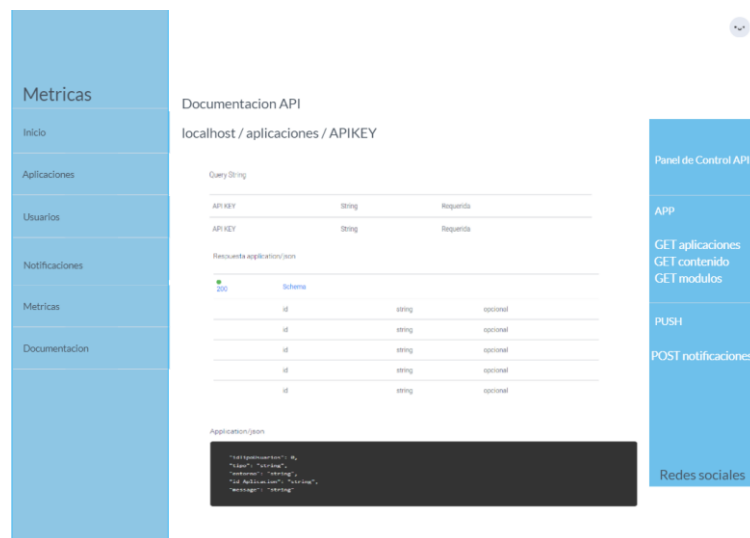 Metricas
Inicio
Aplicaciones
Usuarios
Notificaciones
Metricas
Documentacion
Documentacion API
localhost / aplicaciones / APIKEY
Query String
API KEY String Requerida
API KEY String Requerida
Respuesta application/json
200 Schema
id string opcional
id string opcional
id string opcional
id string opcional
id string opcional
Application/json
"idTipoUsuarios": 0,
"tipo": "string",
"string",
"id Aplicacion": "string",
"message": "string"
Panel de Control API
APP
GET aplicaciones
GET contenido
GET modulos
PUSH
POST notificaciones
Redes sociales